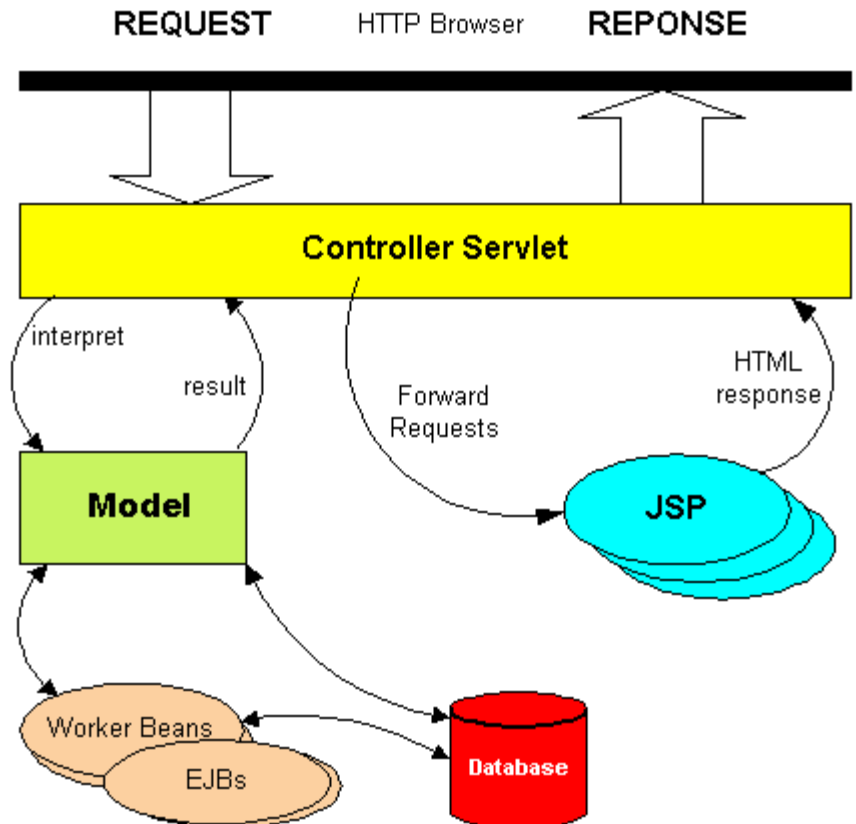 REQUEST HTTP Browser REPONSE
Controller Servlet
interpret
result
Forward
Requests
HTML
response
Model
JSP
Worker Beans
EJBs
Database